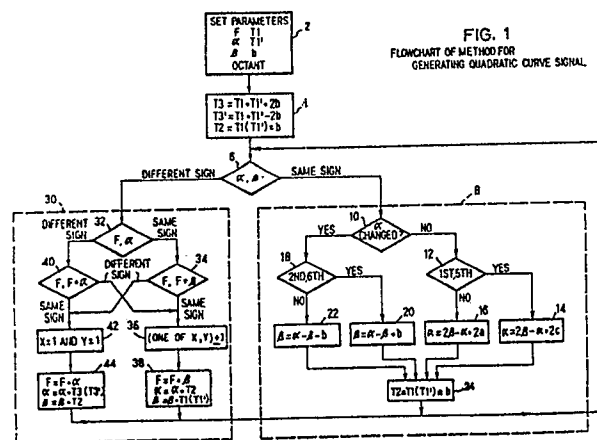 SET PARAMETERS
F T1
α T1'
β b
OCTANT
2
FIG. 1
FLOWCHART OF METHOD FOR
GENERATING QUADRATIC CURVE SIGNAL
T3=T1+T1'+2b
T3'=T1+T1'-2b
T2=T1(T1')±b
4
DIFFERENT SIGN
6
SAME SIGN
α, β
30
8
DIFFERENT SIGN
32
F, α
SAME SIGN
10
α CHANGED?
YES
NO
40
F, F+α
DIFFERENT SIGN
34
F, F+β
18
2ND,6TH
YES
NO
12
1ST,5TH
YES
NO
SAME SIGN
SAME SIGN
22
β=α-β-b
20
β=α-β+b
16
α=2β-α+2a
14
α=2β-α+2c
X±1 AND Y±1
42
36
(ONE OF X,Y)±1
44
F=F+α
α=α+T3(T3')
β=β+T2
38
F=F+β
α=α+T2
β=β+T1(T1')
T2=T1(T1')±b
24